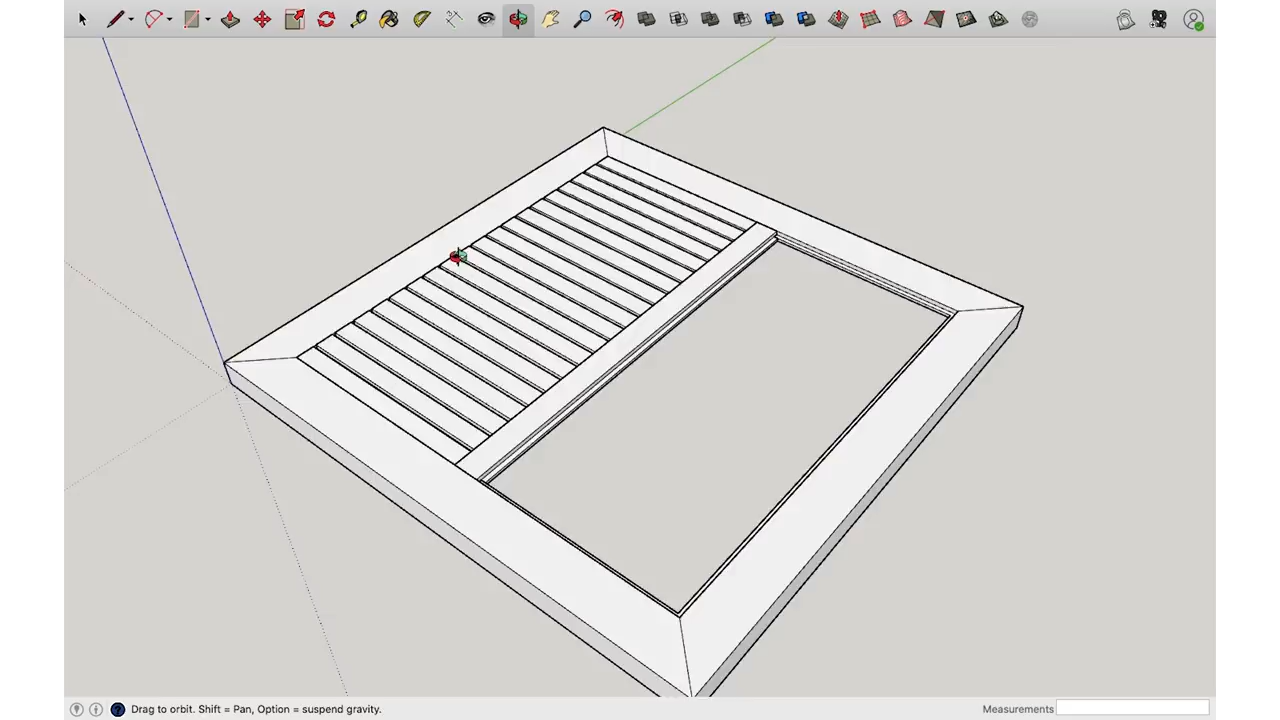 Drag to orbit. Shift = Pan, Option = suspend gravity.
Measurements